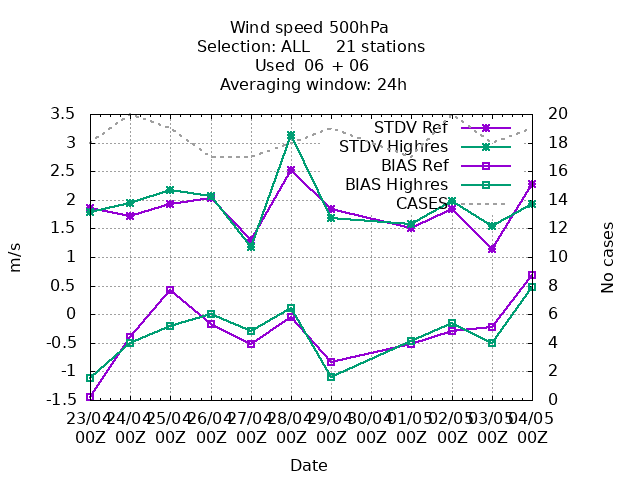 Wind speed 500hPa
Selection: ALL     21 stations
Used  06 + 06
Averaging window: 24h
3.5
3
2.5
2
1.5
1
0.5
0
-0.5
-1
-1.5
m/s
20
18
16
14
12
10
8
6
4
2
0
No cases
STDV Ref
STDV Highres
BIAS Ref
BIAS Highres
CASES
23/04 24/04 25/04 26/04 27/04 28/04 29/04 30/04 01/05 02/05 03/05 04/05
00Z 00Z 00Z 00Z 00Z 00Z 00Z 00Z 00Z 00Z 00Z 00Z
Date